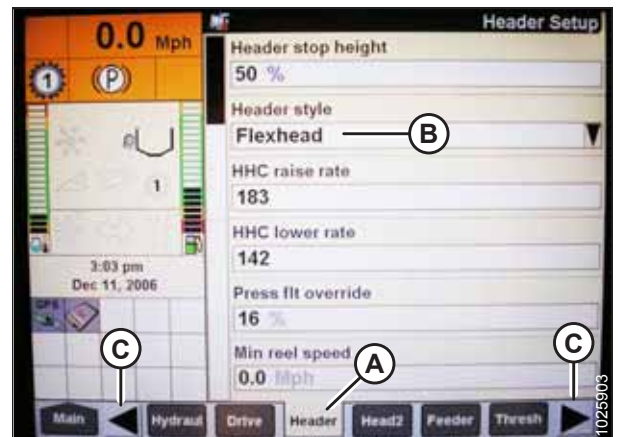 0.0 Mph
Header Setup
1
(P)
Header stop height
50 %
Header style
Flexhead
B
HHC raise rate
183
1
HHC lower rate
142
3:03 pm
Dec 11, 2006
Press flt override
16 %
GPS
Min reel speed
0.0 Mph
C
A
C
Main
Hydraul
Drive
Header
Head2
Feeder
Thresh
1025903